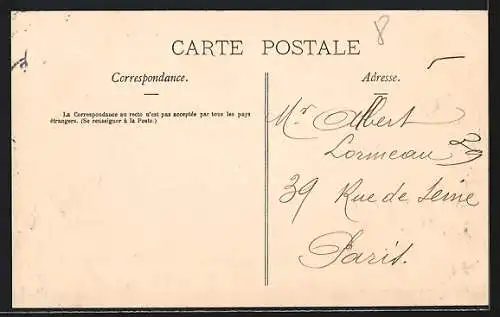 8
CARTE POSTALE
Correspondance.
Adresse.
La Correspondance au recto n'est pas acceptée par tous les pays
étrangers. (Se renseigner à la Poste.)
Mr Albert
Lormeau
39 Rue de Seine
Paris.